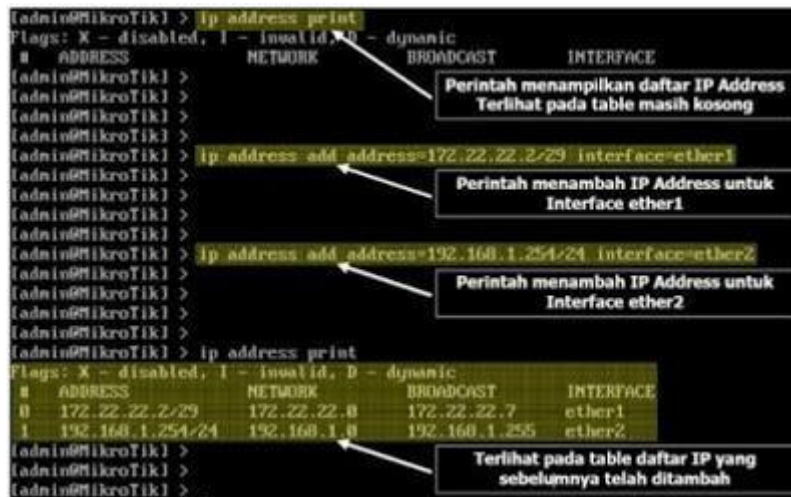 [admin@MikroTik] > ip address print
Flags: X - disabled, I - invalid, D - dynamic
# ADDRESS NETWORK BROADCAST INTERFACE
[admin@MikroTik] >
Perintah menampilkan daftar IP Address
Terlihat pada table masih kosong
[admin@MikroTik] >
[admin@MikroTik] >
[admin@MikroTik] >
[admin@MikroTik] > ip address add address=172.22.22.2/29 interface=ether1
[admin@MikroTik] >
Perintah menambah IP Address untuk
Interface ether1
[admin@MikroTik] >
[admin@MikroTik] >
[admin@MikroTik] >
[admin@MikroTik] > ip address add address=192.168.1.254/24 interface=ether2
[admin@MikroTik] >
Perintah menambah IP Address untuk
Interface ether2
[admin@MikroTik] >
[admin@MikroTik] >
[admin@MikroTik] >
[admin@MikroTik] > ip address print
Flags: X - disabled, I - invalid, D - dynamic
# ADDRESS NETWORK BROADCAST INTERFACE
0 172.22.22.2/29 172.22.22.0 172.22.22.7 ether1
1 192.168.1.254/24 192.168.1.0 192.168.1.255 ether2
[admin@MikroTik] >
[admin@MikroTik] >
[admin@MikroTik] >
Terlihat pada table daftar IP yang
sebelumnya telah ditambah